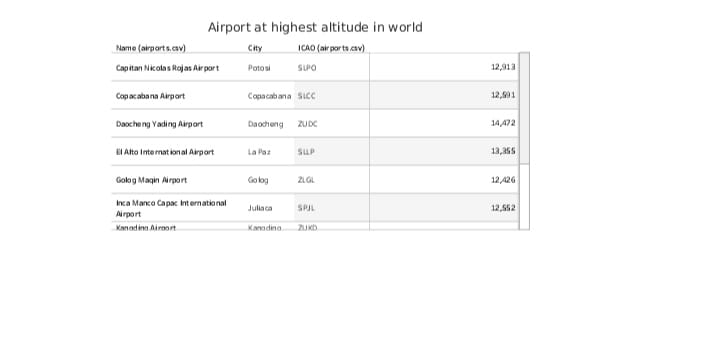 Airport at highest altitude in world
Name (airports.csv) City ICAO (airports.csv)
Capitan Nicolas Rojas Airport Potosi SLPO 12,913
Copacabana Airport Copacabana SLCC 12,591
Daocheng Yading Airport Daocheng ZUDC 14,472
El Alto International Airport La Paz SLLP 13,355
Golog Maqin Airport Golog ZLGL 12,426
Inca Manco Capac International
Airport Juliaca SPJL 12,552
Kangding Airport Kangding ZUKD